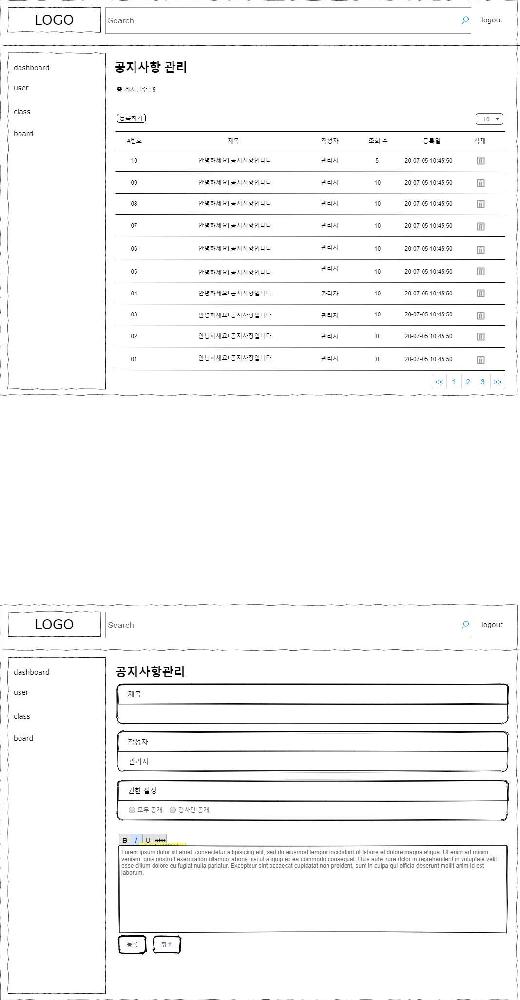 LOGO
Search
logout
dashboard
user
class
board
공지사항 관리
총 게시글수 : 5
등록하기
10
#번호 제목 작성자 조회 수 등록일 삭제
10 안녕하세요! 공지사항입니다 관리자 5 20-07-05 10:45:50
09 안녕하세요! 공지사항입니다 관리자 10 20-07-05 10:45:50
08 안녕하세요! 공지사항입니다 관리자 10 20-07-05 10:45:50
07 안녕하세요! 공지사항입니다 관리자 10 20-07-05 10:45:50
06 안녕하세요! 공지사항입니다 관리자 10 20-07-05 10:45:50
05 안녕하세요! 공지사항입니다 관리자 10 20-07-05 10:45:50
04 안녕하세요! 공지사항입니다 관리자 10 20-07-05 10:45:50
03 안녕하세요! 공지사항입니다 관리자 10 20-07-05 10:45:50
02 안녕하세요! 공지사항입니다 관리자 0 20-07-05 10:45:50
01 안녕하세요! 공지사항입니다 관리자 0 20-07-05 10:45:50
<< 1 2 3 >>
LOGO
Search
logout
dashboard
user
class
board
공지사항관리
제목
작성자
관리자
권한 설정
모두 공개 강사만 공개
B I U abc
Italic Text CTRL + I
Lorem ipsum dolor sit amet, consectetur adipisicing elit, sed do eiusmod tempor incididunt ut labore et dolore magna aliqua. Ut enim ad minim
veniam, quis nostrud exercitation ullamco laboris nisi ut aliquip ex ea commodo consequat. Duis aute irure dolor in reprehenderit in voluptate velit
esse cillum dolore eu fugiat nulla pariatur. Excepteur sint occaecat cupidatat non proident, sunt in culpa qui officia deserunt mollit anim id est
laborum.
등록 취소